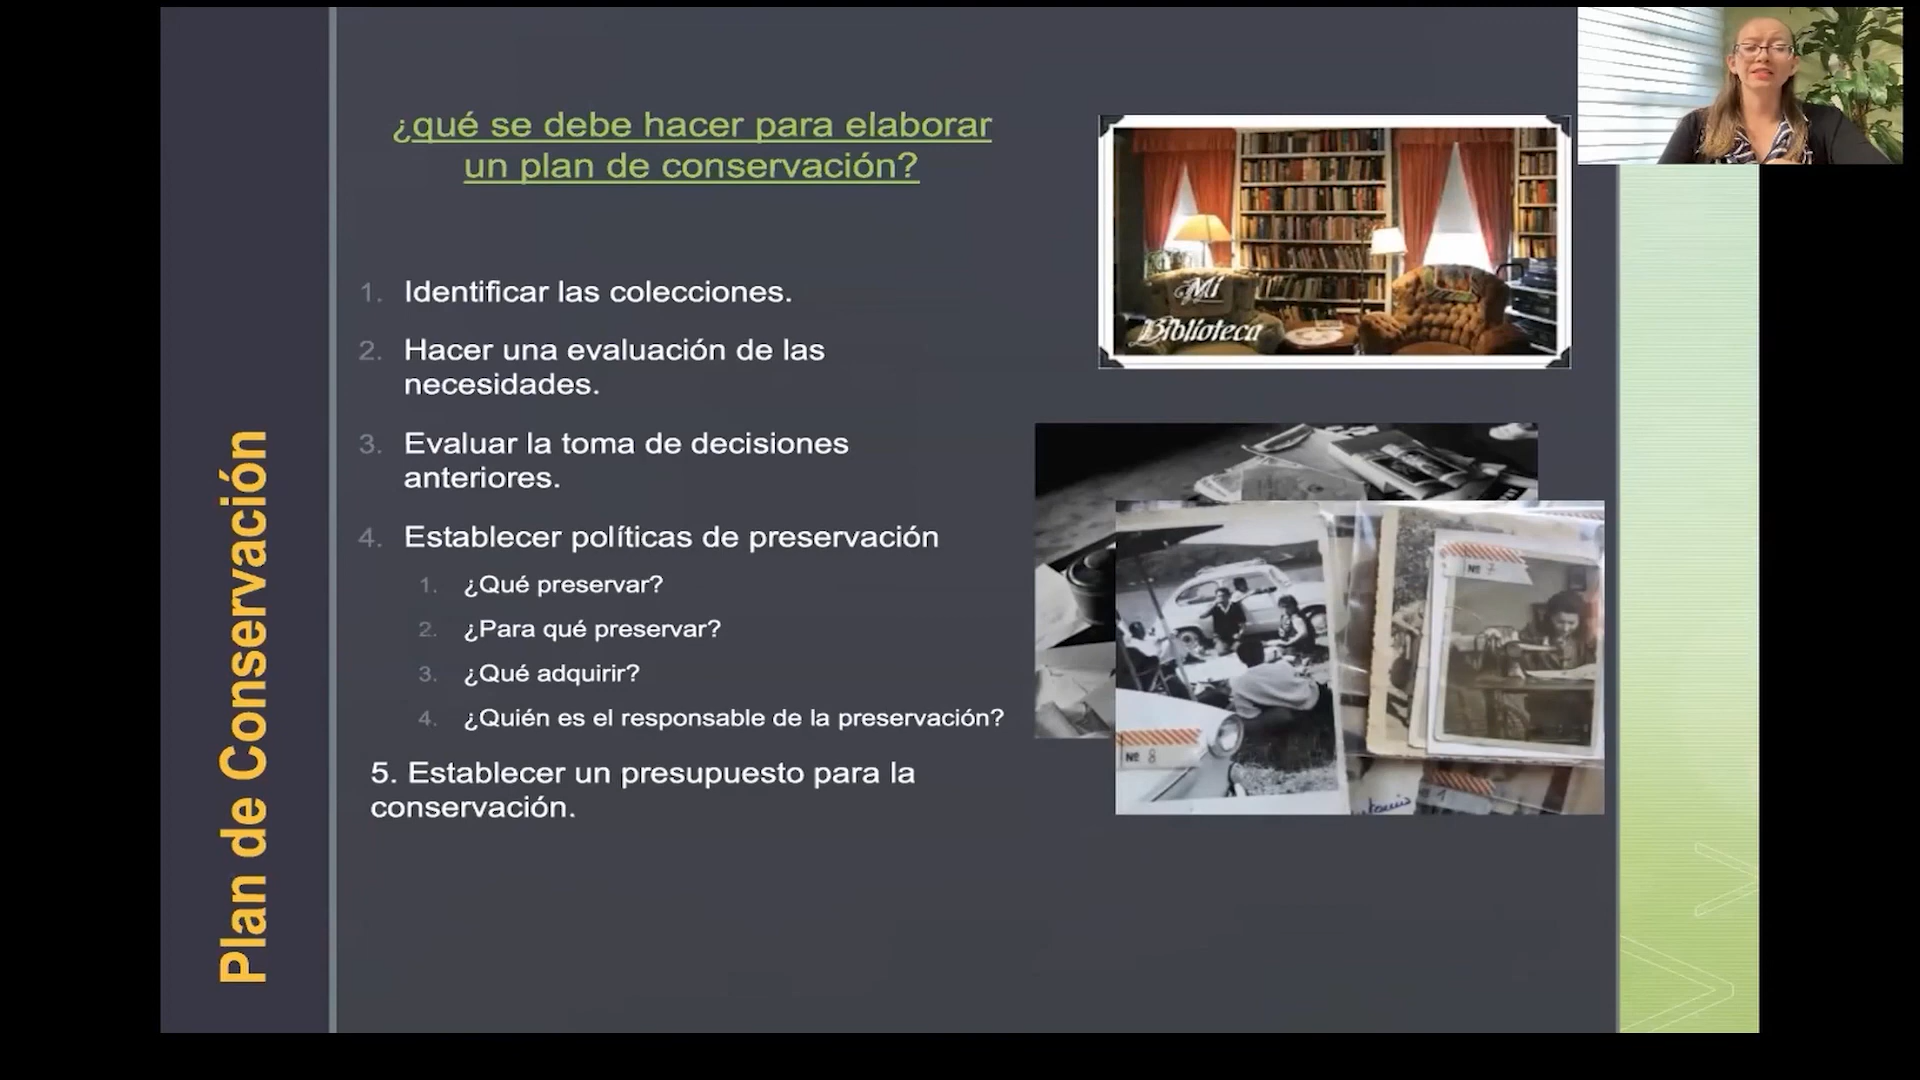 Plan de Conservación
¿qué se debe hacer para elaborar
un plan de conservación?
1. Identificar las colecciones.
2. Hacer una evaluación de las
necesidades.
3. Evaluar la toma de decisiones
anteriores.
4. Establecer políticas de preservación
1. ¿Qué preservar?
2. ¿Para qué preservar?
3. ¿Qué adquirir?
4. ¿Quién es el responsable de la preservación?
5. Establecer un presupuesto para la
conservación.
Mi
Biblioteca
Nº 7
Nº 8
1